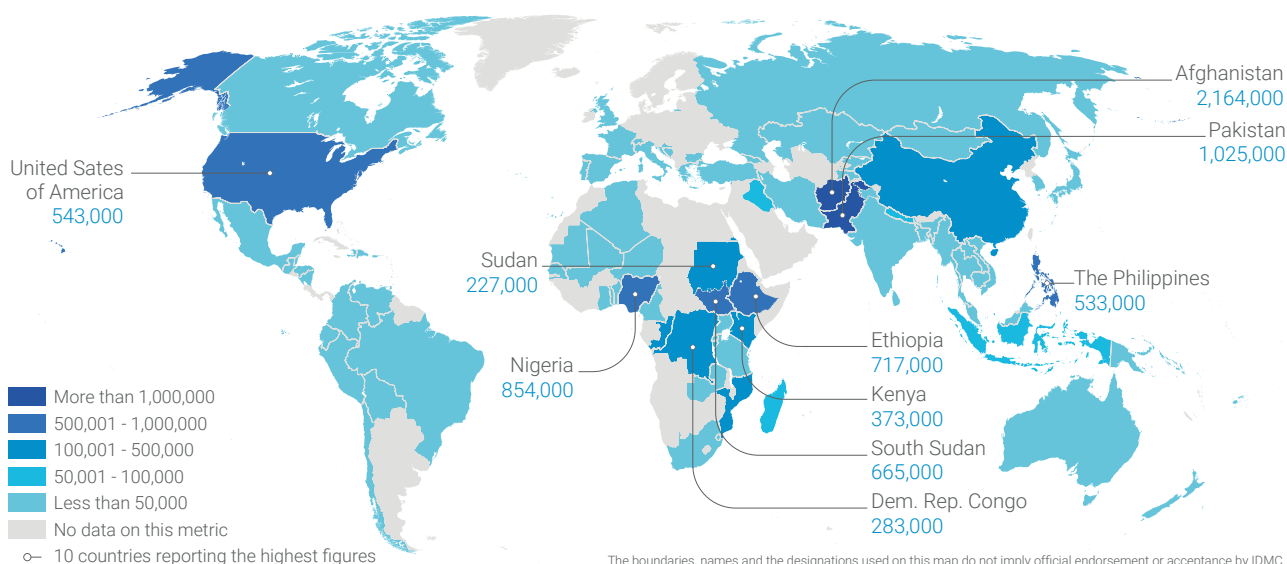 Afghanistan
2,164,000
Pakistan
1,025,000
United Sates
of America
543,000
Sudan
227,000
The Philippines
533,000
Nigeria
854,000
Ethiopia
717,000
Kenya
373,000
South Sudan
665,000
Dem. Rep. Congo
283,000
More than 1,000,000
500,001 - 1,000,000
100,001 - 500,000
50,001 - 100,000
Less than 50,000
No data on this metric
10 countries reporting the highest figures
The boundaries, names and the designations used on this map do not imply official endorsement or acceptance by IDMC